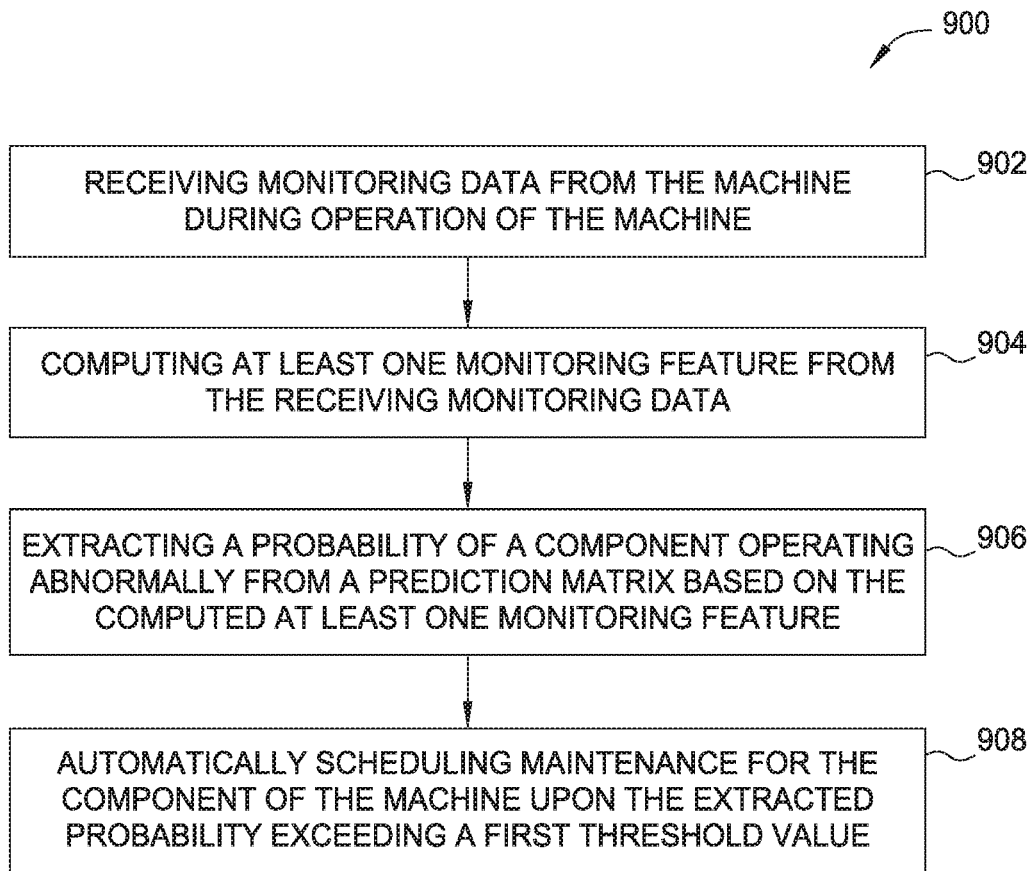 900
902
RECEIVING MONITORING DATA FROM THE MACHINE
DURING OPERATION OF THE MACHINE
904
COMPUTING AT LEAST ONE MONITORING FEATURE FROM
THE RECEIVING MONITORING DATA
906
EXTRACTING A PROBABILITY OF A COMPONENT OPERATING
ABNORMALLY FROM A PREDICTION MATRIX BASED ON THE
COMPUTED AT LEAST ONE MONITORING FEATURE
908
AUTOMATICALLY SCHEDULING MAINTENANCE FOR THE
COMPONENT OF THE MACHINE UPON THE EXTRACTED
PROBABILITY EXCEEDING A FIRST THRESHOLD VALUE